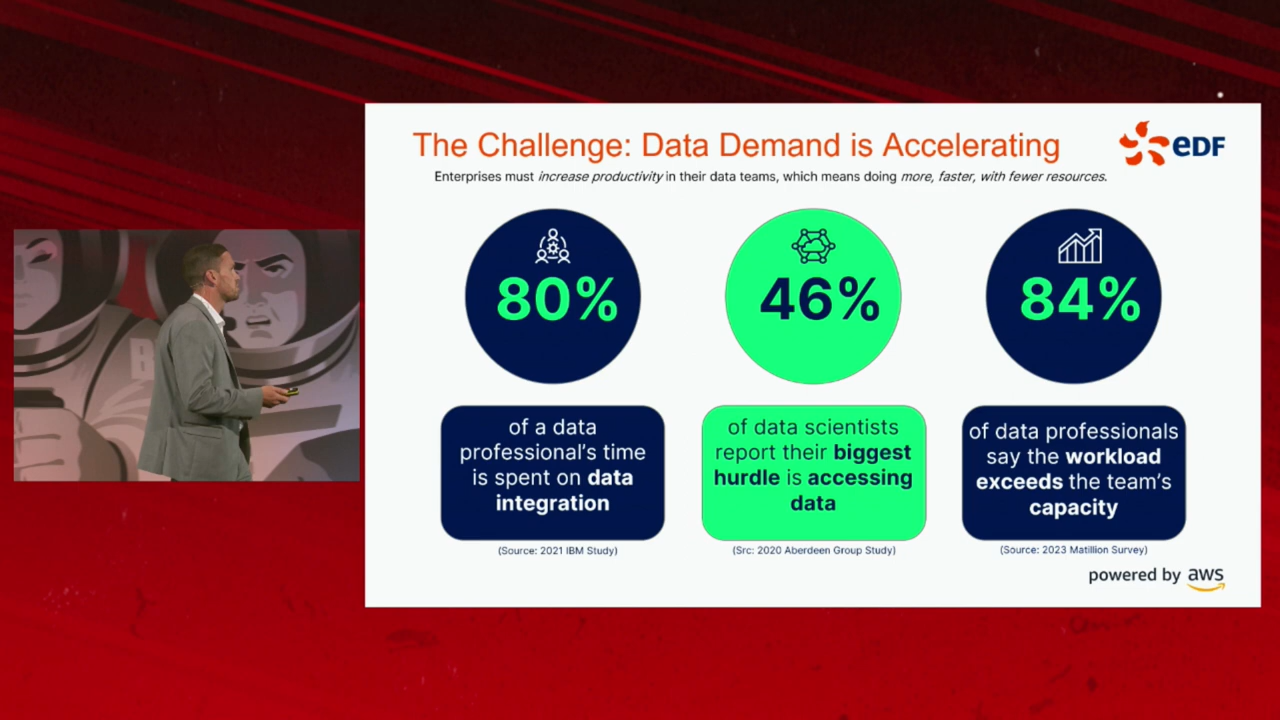 The Challenge: Data Demand is Accelerating
eDF
Enterprises must increase productivity in their data teams, which means doing more, faster, with fewer resources.
80%
46%
84%
of a data
professional's time
is spent on data
integration
(Source: 2021 IBM Study)
of data scientists
report their biggest
hurdle is accessing
data
(Src: 2020 Aberdeen Group Study)
of data professionals
say the workload
exceeds the team's
capacity
(Source: 2023 Matillion Survey)
powered by aws